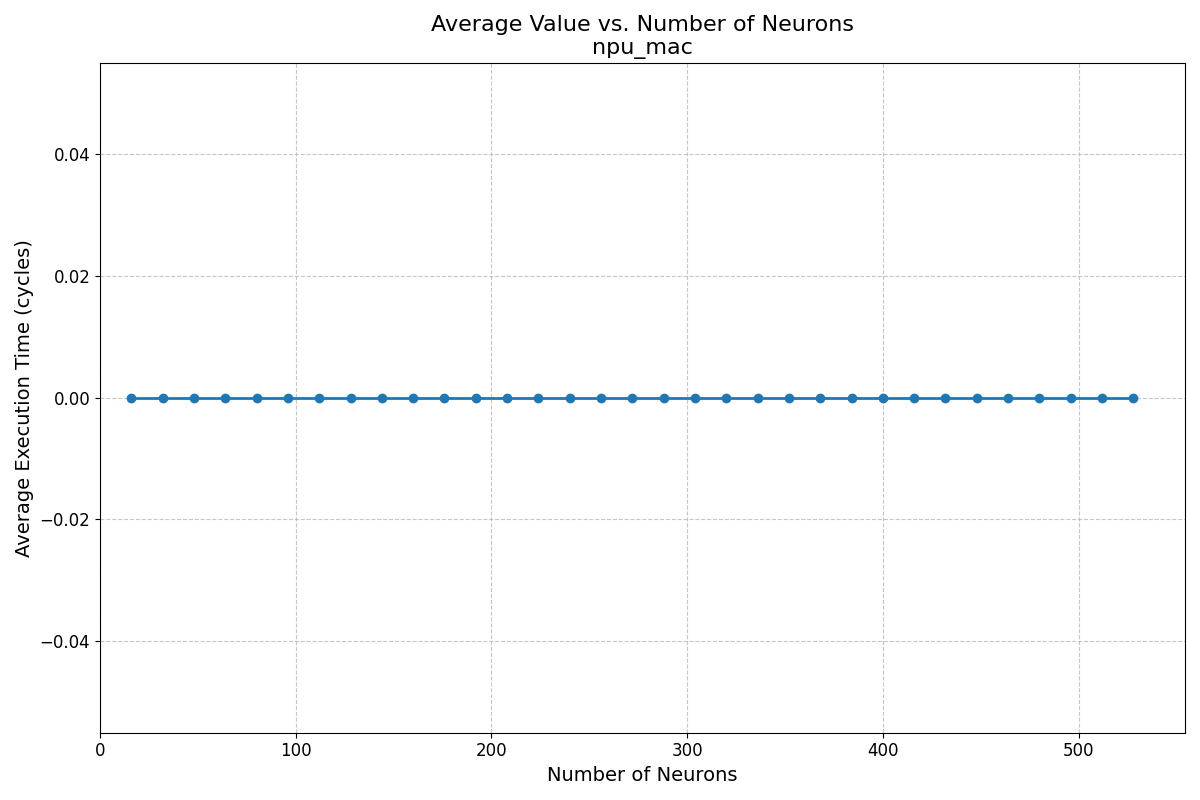 Average Value vs. Number of Neurons
npu_mac
Average Execution Time (cycles)
0.04
0.02
0.00
−0.02
−0.04
0 100 200 300 400 500
Number of Neurons